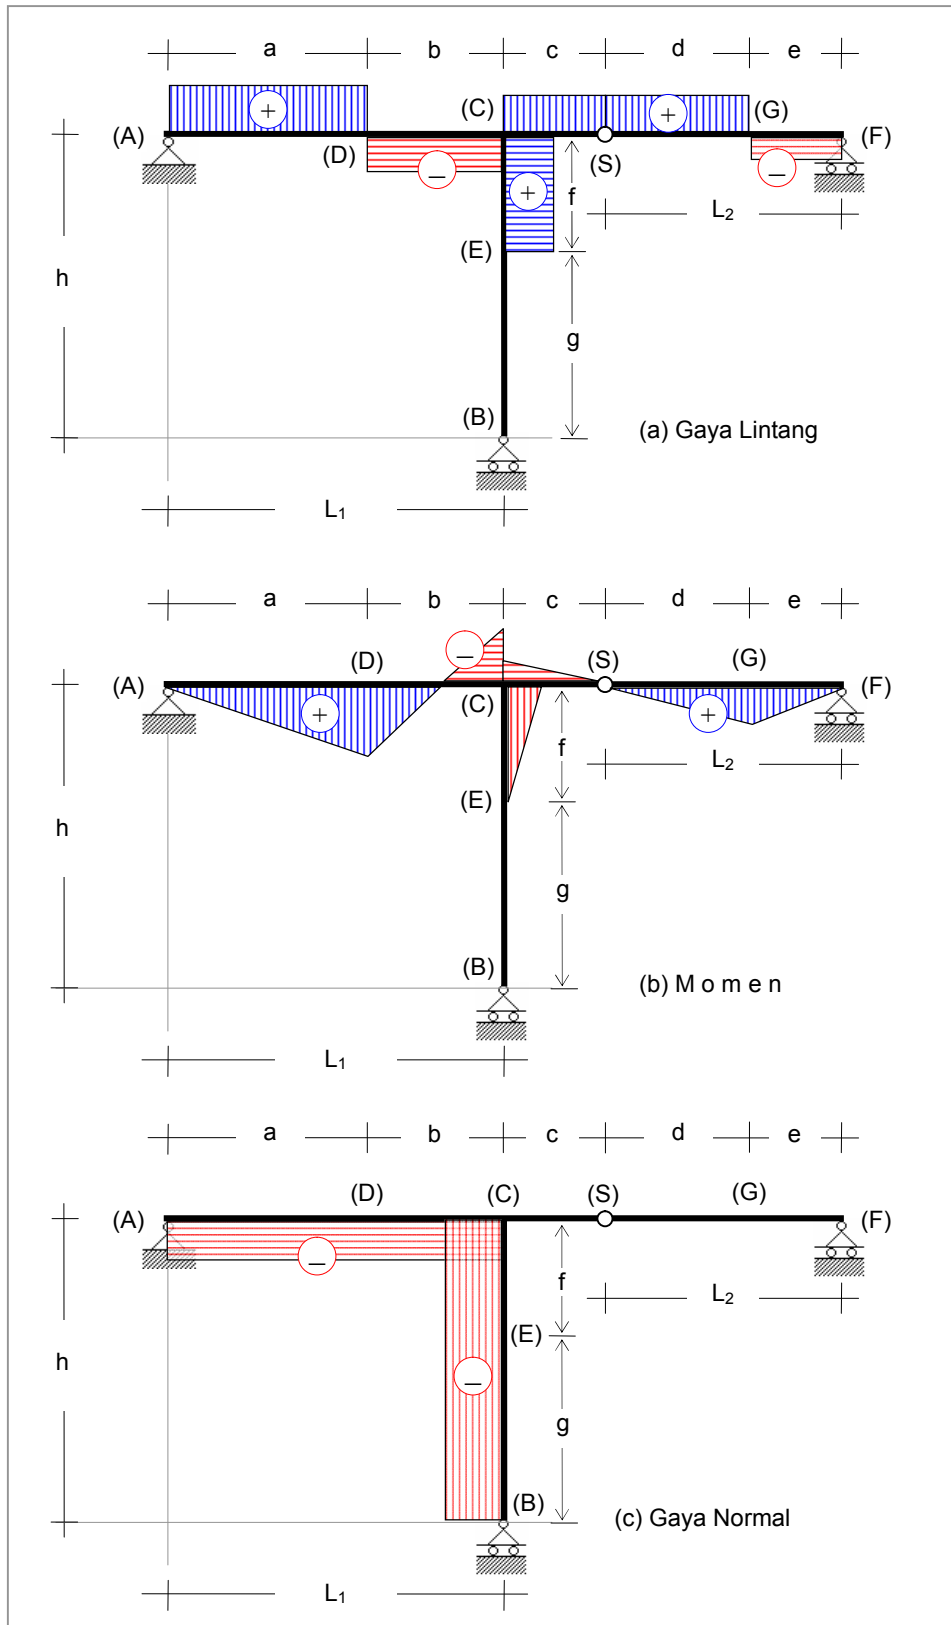 a b c d e
(C) (G)
+ +
(A) (D) (S) (F)
− + −
f
L₂
(E)
h
g
(B)
(a) Gaya Lintang
L₁
a b c d e
−
(D) (S) (G)
(A) (C) (F)
+ +
f
L₂
(E)
h
g
(B)
(b) M o m e n
L₁
a b c d e
(D) (C) (S) (G)
(A) (F)
−
f
L₂
(E)
h
−
g
(B)
(c) Gaya Normal
L₁